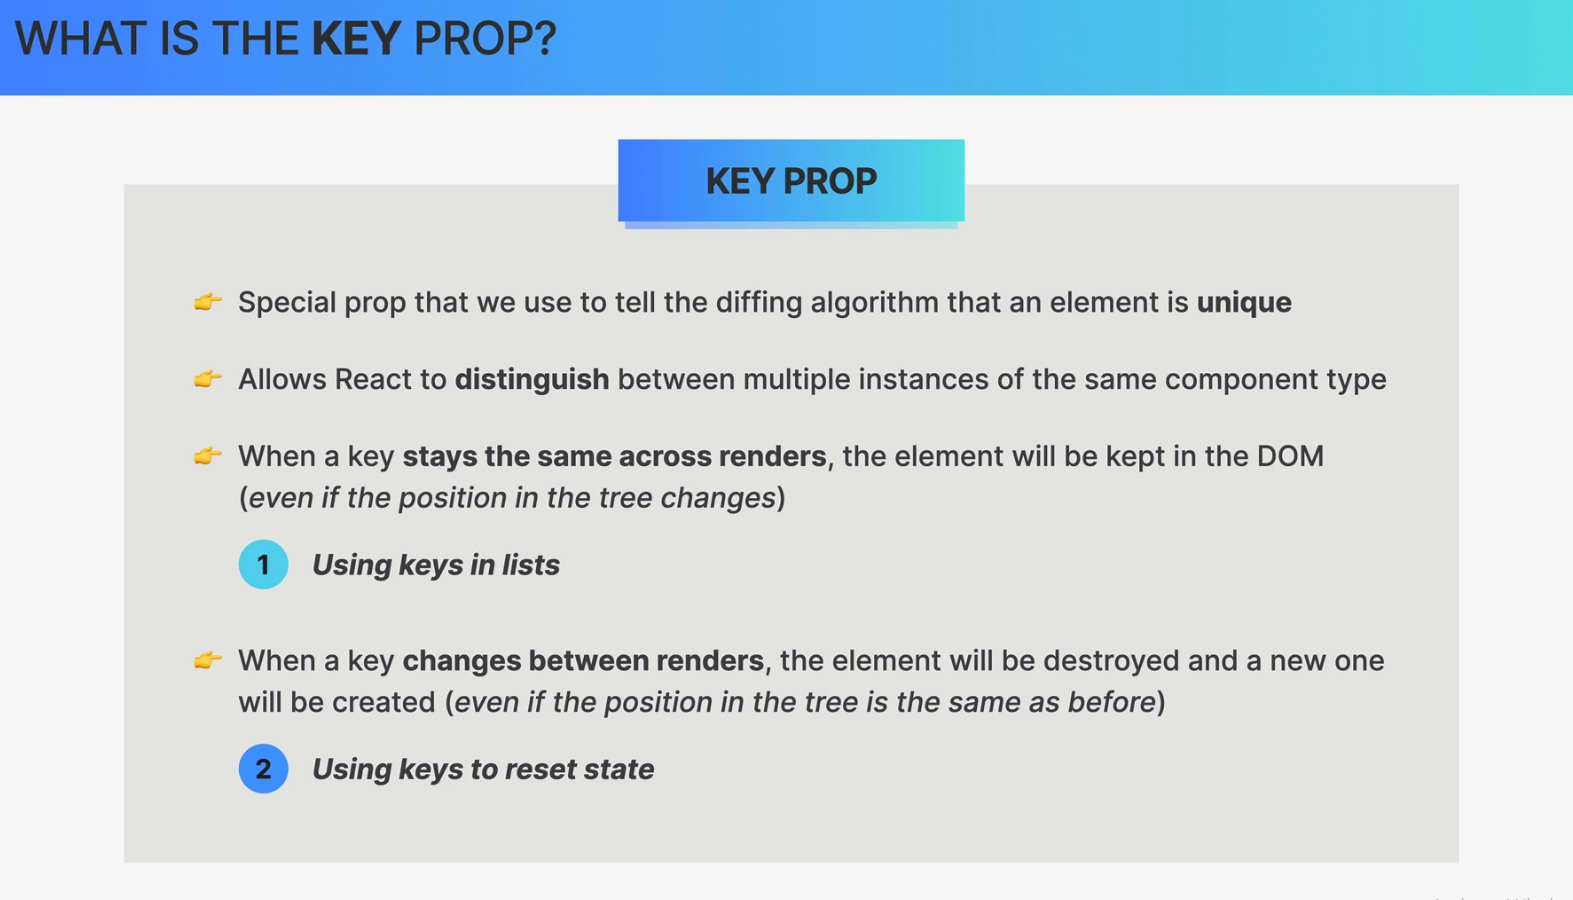 WHAT IS THE KEY PROP?
KEY PROP
👉 Special prop that we use to tell the diffing algorithm that an element is unique
👉 Allows React to distinguish between multiple instances of the same component type
👉 When a key stays the same across renders, the element will be kept in the DOM
(even if the position in the tree changes)
1 Using keys in lists
👉 When a key changes between renders, the element will be destroyed and a new one
will be created (even if the position in the tree is the same as before)
2 Using keys to reset state